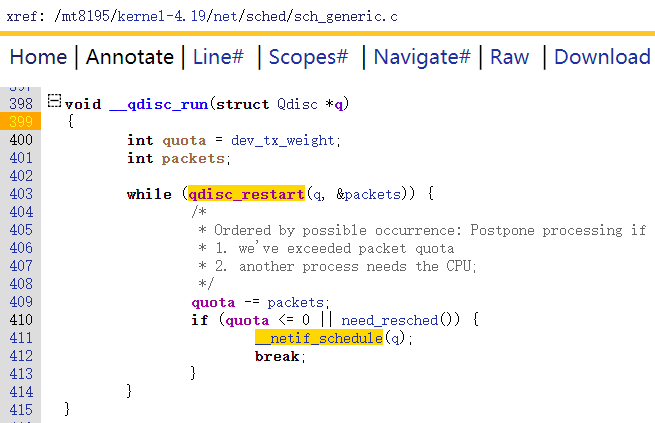 xref: /mt8195/kernel-4.19/net/sched/sch_generic.c
Home | Annotate | Line# | Scopes# | Navigate# | Raw | Download
397
398 void __qdisc_run(struct Qdisc *q)
399 {
400 int quota = dev_tx_weight;
401 int packets;
402
403 while (qdisc_restart(q, &packets)) {
404 /*
405 * Ordered by possible occurrence: Postpone processing if
406 * 1. we've exceeded packet quota
407 * 2. another process needs the CPU;
408 */
409 quota -= packets;
410 if (quota <= 0 || need_resched()) {
411 __netif_schedule(q);
412 break;
413 }
414 }
415 }